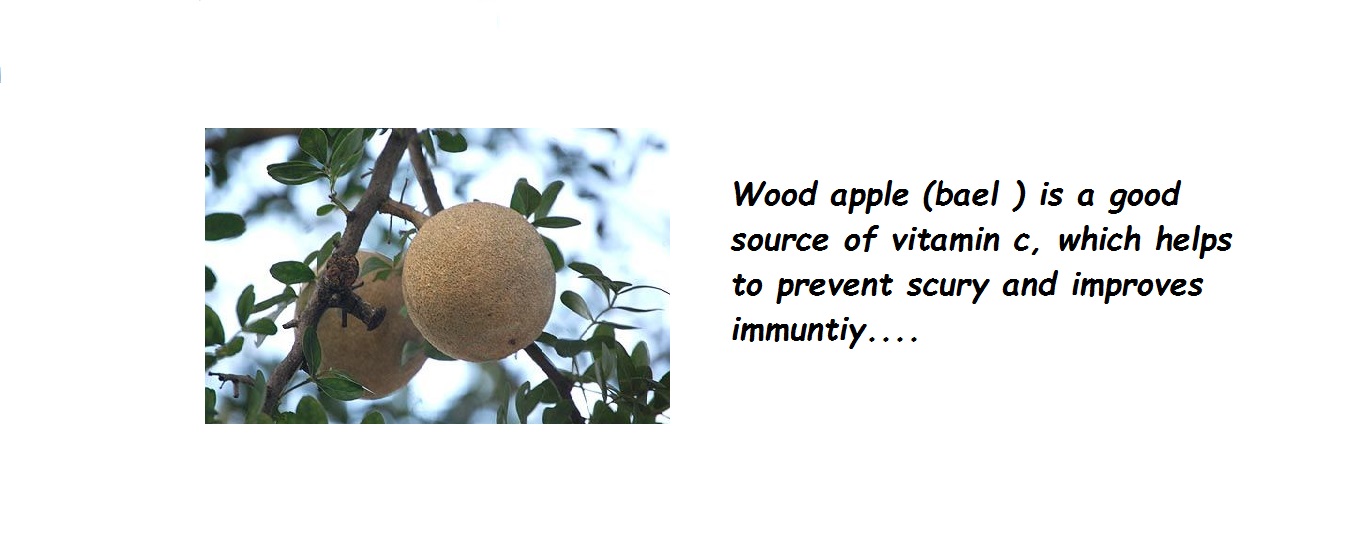 Wood apple (bael ) is a good
source of vitamin c, which helps
to prevent scury and improves
immuntiy....